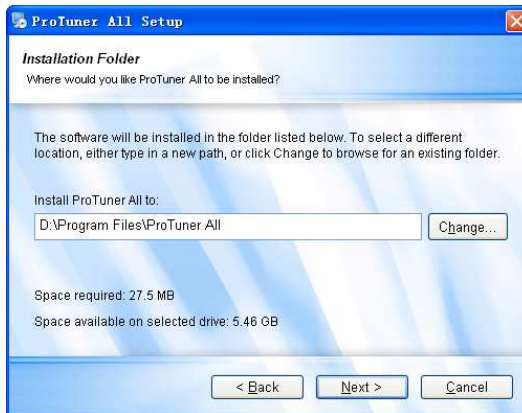 ProTuner All Setup
Installation Folder
Where would you like ProTuner All to be installed?
The software will be installed in the folder listed below. To select a different
location, either type in a new path, or click Change to browse for an existing folder.
Install ProTuner All to:
D:\Program Files\ProTuner All
Change...
Space required: 27.5 MB
Space available on selected drive: 5.46 GB
< Back
Next >
Cancel